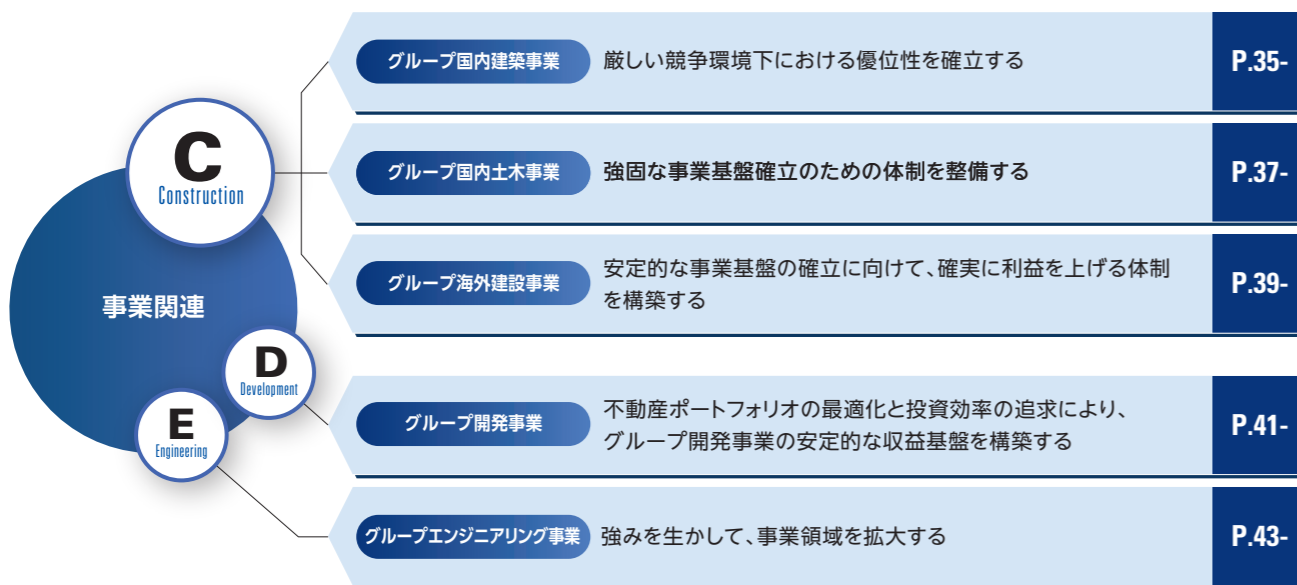 事業関連
C
Construction
グループ国内建築事業
厳しい競争環境下における優位性を確立する
P.35-
グループ国内土木事業
強固な事業基盤確立のための体制を整備する
P.37-
グループ海外建設事業
安定的な事業基盤の確立に向けて、確実に利益を上げる体制
を構築する
P.39-
D
Development
グループ開発事業
不動産ポートフォリオの最適化と投資効率の追求により、
グループ開発事業の安定的な収益基盤を構築する
P.41-
E
Engineering
グループエンジニアリング事業
強みを生かして、事業領域を拡大する
P.43-